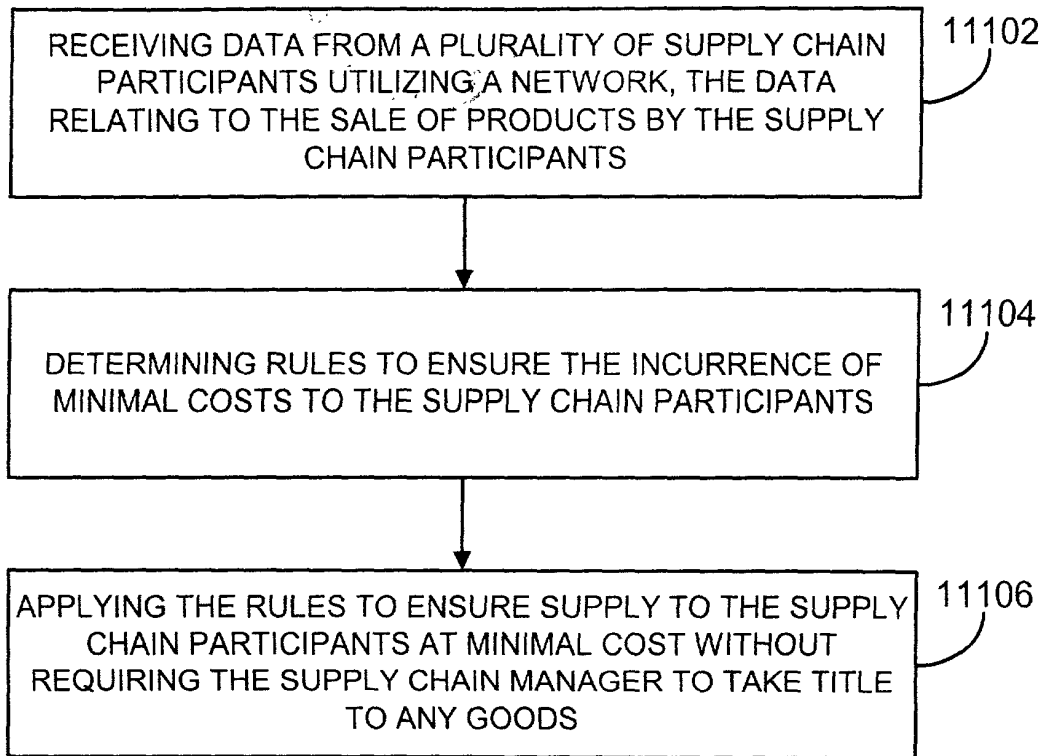 RECEIVING DATA FROM A PLURALITY OF SUPPLY CHAIN
PARTICIPANTS UTILIZING A NETWORK, THE DATA
RELATING TO THE SALE OF PRODUCTS BY THE SUPPLY
CHAIN PARTICIPANTS
11102
DETERMINING RULES TO ENSURE THE INCURRENCE OF
MINIMAL COSTS TO THE SUPPLY CHAIN PARTICIPANTS
11104
APPLYING THE RULES TO ENSURE SUPPLY TO THE SUPPLY
CHAIN PARTICIPANTS AT MINIMAL COST WITHOUT
REQUIRING THE SUPPLY CHAIN MANAGER TO TAKE TITLE
TO ANY GOODS
11106